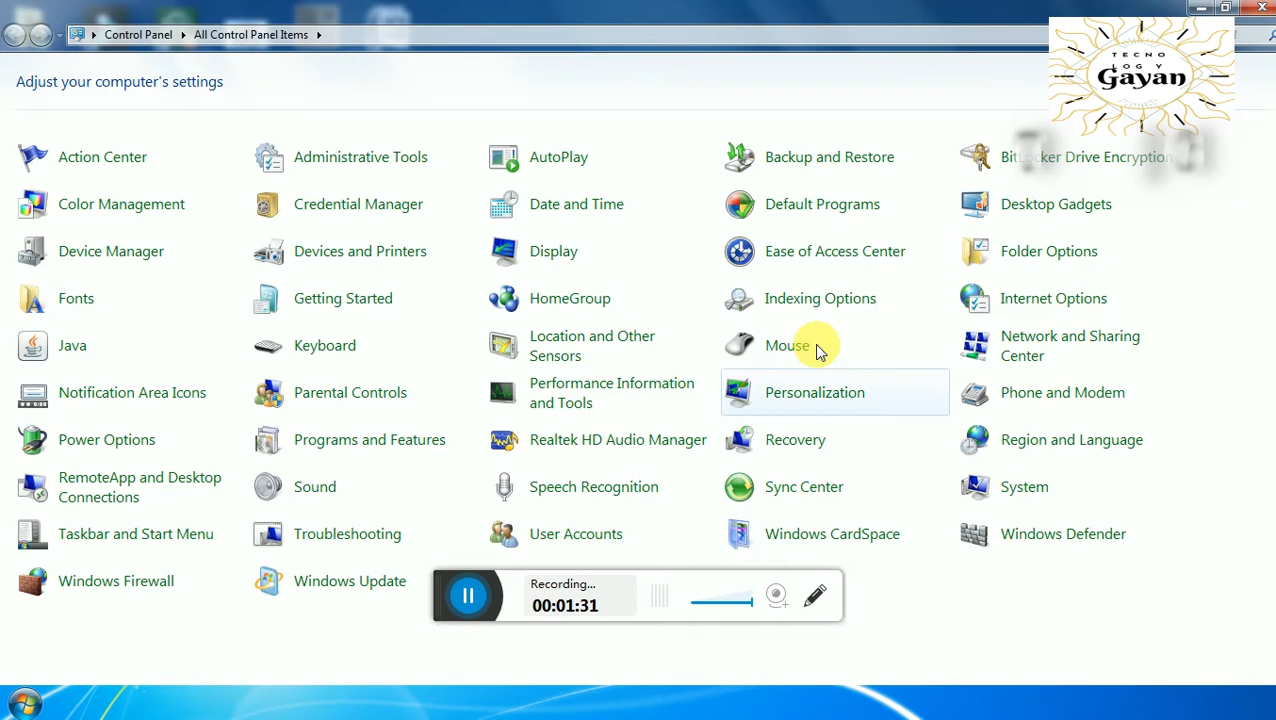 Control Panel
All Control Panel Items
Adjust your computer's settings
TECNO
LOGY
Gayan
Action Center
Administrative Tools
AutoPlay
Backup and Restore
BitLocker Drive Encryption
Color Management
Credential Manager
Date and Time
Default Programs
Desktop Gadgets
Device Manager
Devices and Printers
Display
Ease of Access Center
Folder Options
Fonts
Getting Started
HomeGroup
Indexing Options
Internet Options
Java
Keyboard
Location and Other
Sensors
Mouse
Network and Sharing
Center
Notification Area Icons
Parental Controls
Performance Information
and Tools
Personalization
Phone and Modem
Power Options
Programs and Features
Realtek HD Audio Manager
Recovery
Region and Language
RemoteApp and Desktop
Connections
Sound
Speech Recognition
Sync Center
System
Taskbar and Start Menu
Troubleshooting
User Accounts
Windows CardSpace
Windows Defender
Windows Firewall
Windows Update
Recording...
00:01:31